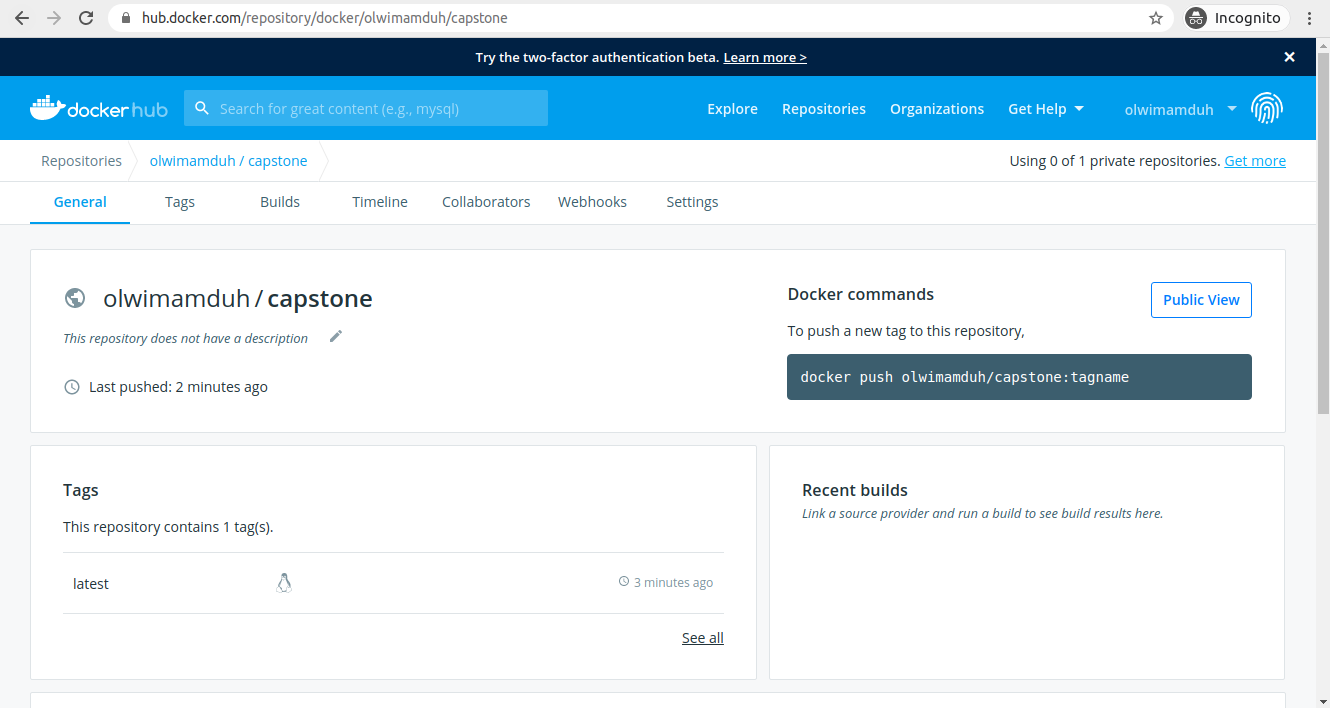 hub.docker.com/repository/docker/olwimamduh/capstone
Incognito
Try the two-factor authentication beta. Learn more >
docker hub
Search for great content (e.g., mysql)
Explore
Repositories
Organizations
Get Help
olwimamduh
Repositories
olwimamduh / capstone
Using 0 of 1 private repositories. Get more
General
Tags
Builds
Timeline
Collaborators
Webhooks
Settings
olwimamduh / capstone
This repository does not have a description
Last pushed: 2 minutes ago
Docker commands
Public View
To push a new tag to this repository,
docker push olwimamduh/capstone:tagname
Tags
This repository contains 1 tag(s).
latest
3 minutes ago
See all
Recent builds
Link a source provider and run a build to see build results here.